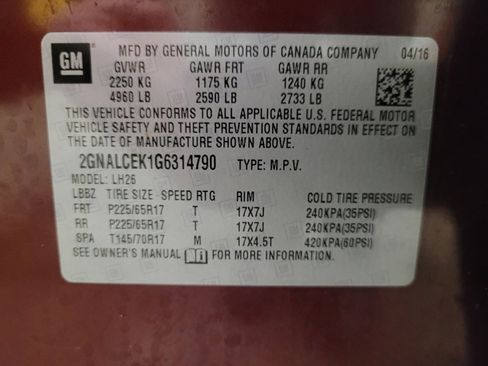 GM MFD BY GENERAL MOTORS OF CANADA COMPANY 04/16
GVWR GAWR FRT GAWR RR
2250 KG 1175 KG 1240 KG
4960 LB 2590 LB 2733 LB
THIS VEHICLE CONFORMS TO ALL APPLICABLE U.S. FEDERAL MOTOR
VEHICLE SAFETY AND THEFT PREVENTION STANDARDS IN EFFECT ON
THE DATE OF MANUFACTURE SHOWN ABOVE.
2GNALCEK1G6314790 TYPE: M.P.V.
MODEL: LH26
LBBZ TIRE SIZE SPEED RTG RIM COLD TIRE PRESSURE
FRT P225/65R17 T 17X7J 240KPA(35PSI)
RR P225/65R17 T 17X7J 240KPA(35PSI)
SPA T145/70R17 M 17X4.5T 420KPA(60PSI)
SEE OWNER'S MANUAL FOR MORE INFORMATION.